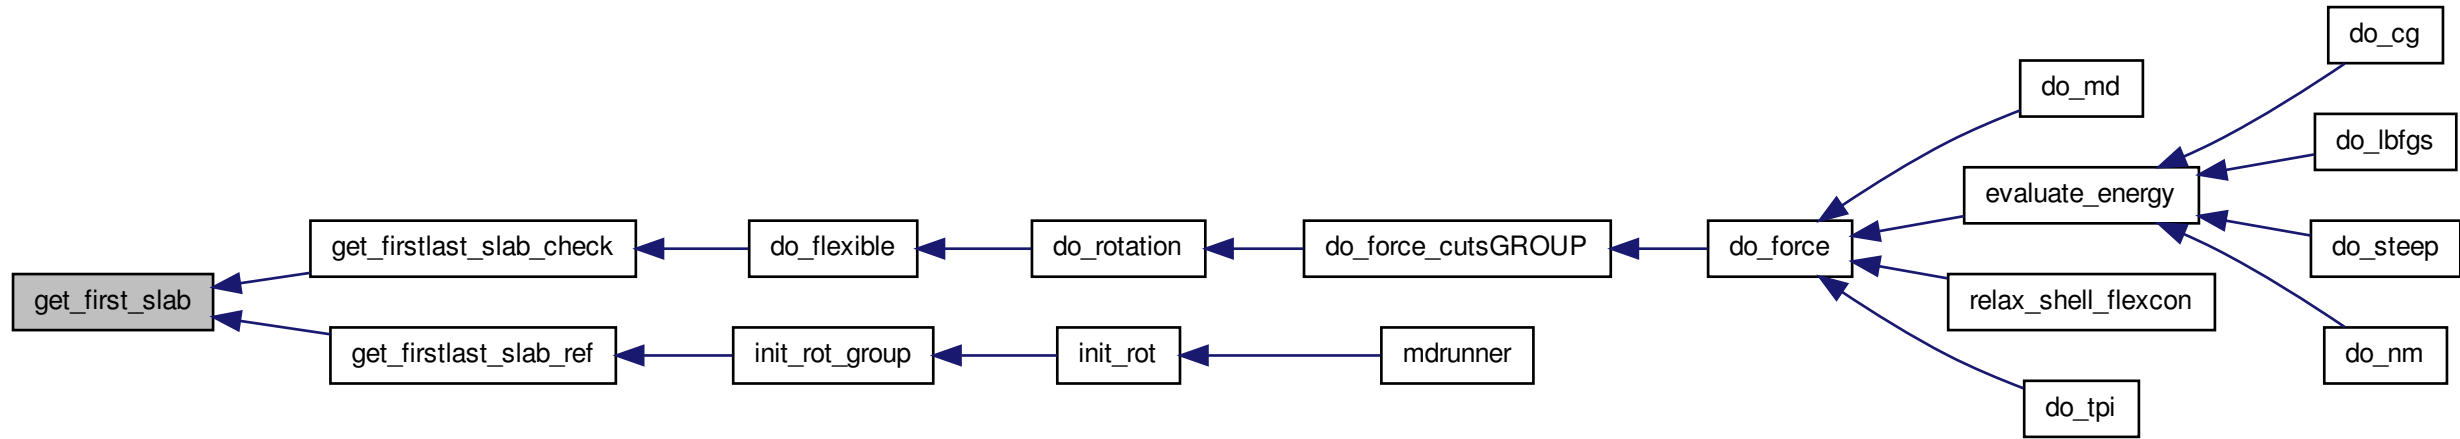 do_cg
do_md
do_lbfgs
evaluate_energy
get_firstlast_slab_check
do_flexible
do_rotation
do_force_cutsGROUP
do_force
do_steep
get_first_slab
relax_shell_flexcon
get_firstlast_slab_ref
init_rot_group
init_rot
mdrunner
do_nm
do_tpi